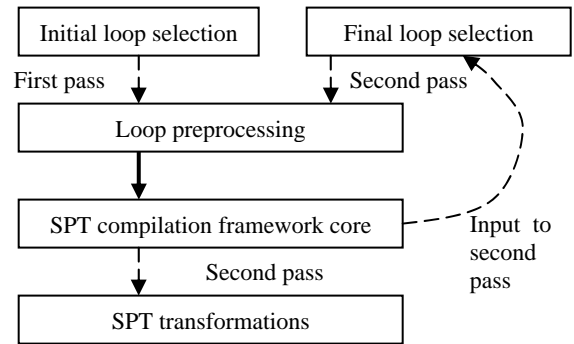 Initial loop selection
Final loop selection
First pass
Second pass
Loop preprocessing
SPT compilation framework core
Input to
second
pass
Second pass
SPT transformations